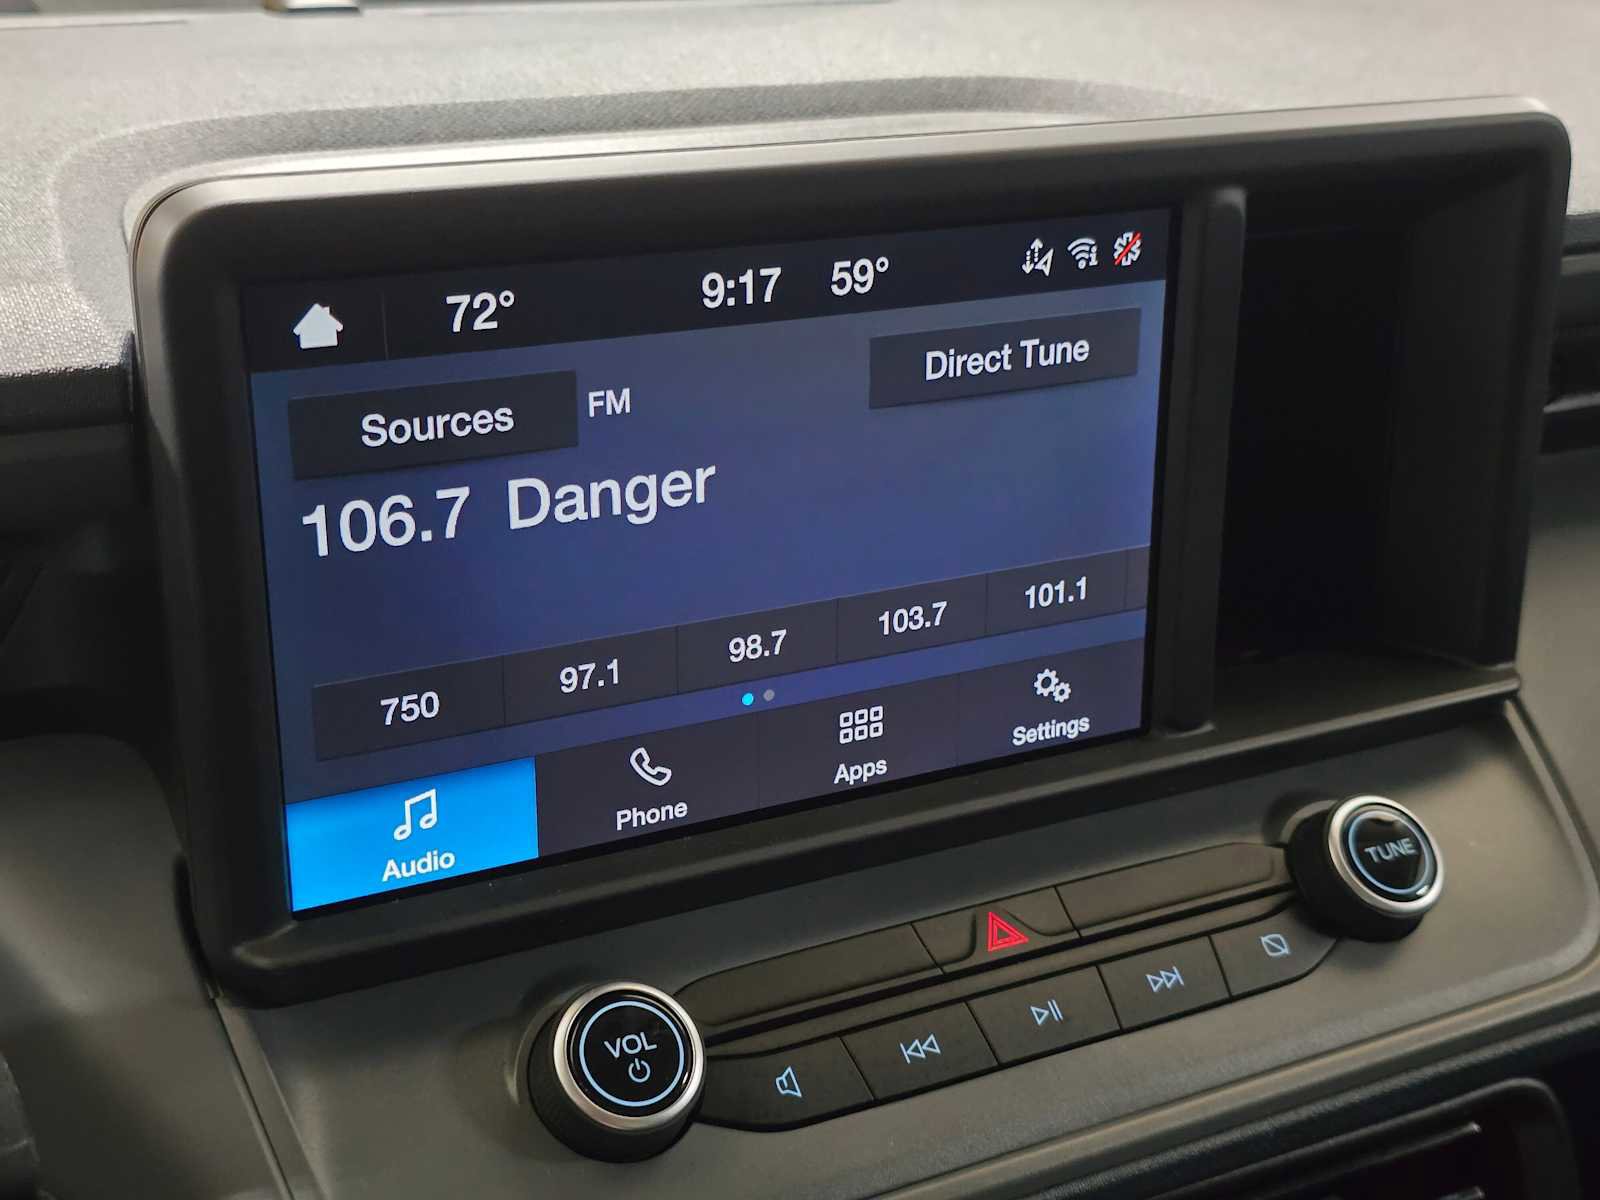 72° 9:17 59°
Sources FM Direct Tune
106.7 Danger
750 97.1 98.7 103.7 101.1
Audio Phone Apps Settings
TUNE
VOL